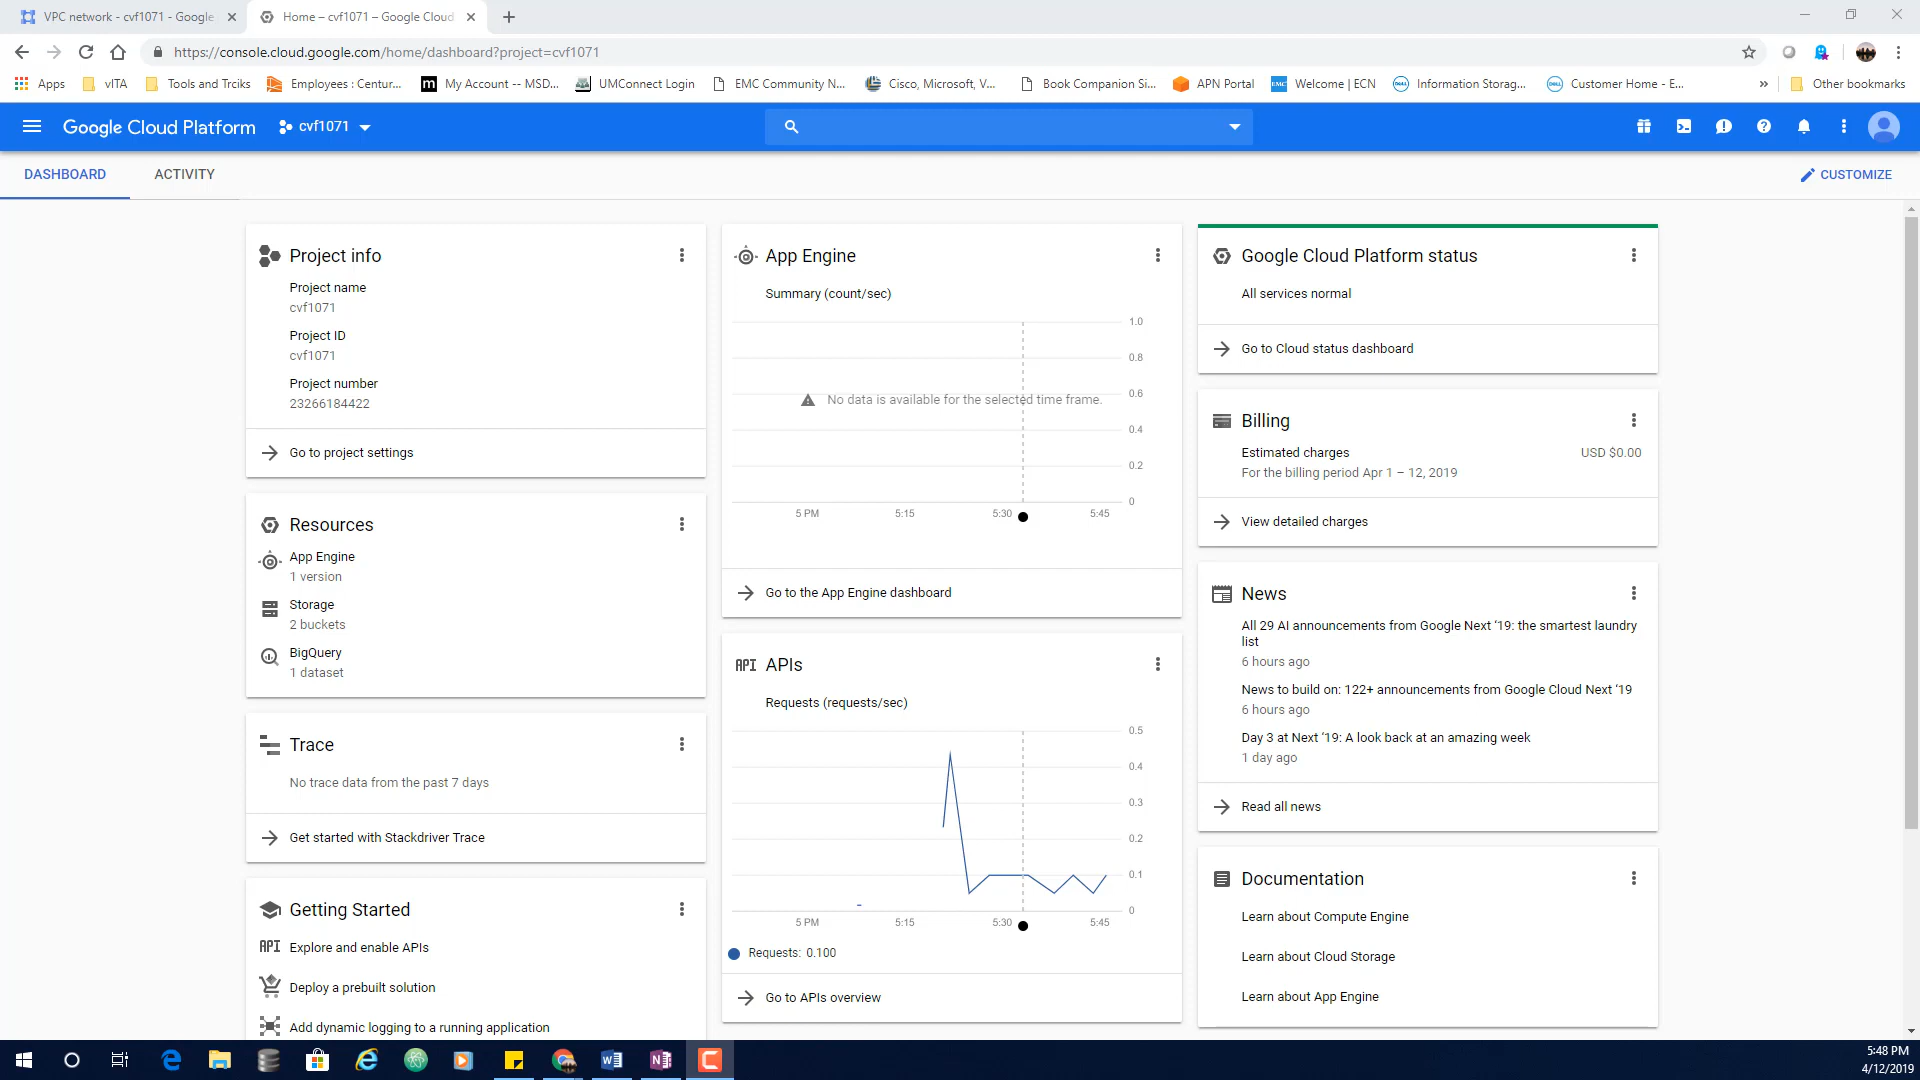 VPC network - cvf1071 - Google
Home – cvf1071 – Google Cloud
https://console.cloud.google.com/home/dashboard?project=cvf1071
Apps
vITA
Tools and Trciks
Employees : Centur...
m
My Account -- MSD...
UMConnect Login
EMC Community N...
Cisco, Microsoft, V...
Book Companion Si...
APN Portal
EMC
Welcome | ECN
DELL
Information Storag...
DELL
Customer Home - E...
»
Other bookmarks
Google Cloud Platform
cvf1071
DASHBOARD
ACTIVITY
CUSTOMIZE
Project info
Project name
cvf1071
Project ID
cvf1071
Project number
23266184422
Go to project settings
Resources
App Engine
1 version
Storage
2 buckets
BigQuery
1 dataset
Trace
No trace data from the past 7 days
Get started with Stackdriver Trace
Getting Started
API Explore and enable APIs
Deploy a prebuilt solution
Add dynamic logging to a running application
App Engine
Summary (count/sec)
1.0
0.8
No data is available for the selected time frame.
0.6
0.4
0.2
0
5 PM 5:15 5:30 5:45
Go to the App Engine dashboard
API APIs
Requests (requests/sec)
0.5
0.4
0.3
0.2
0.1
0
5 PM 5:15 5:30 5:45
Requests: 0.100
Go to APIs overview
Google Cloud Platform status
All services normal
Go to Cloud status dashboard
Billing
Estimated charges USD $0.00
For the billing period Apr 1 – 12, 2019
View detailed charges
News
All 29 AI announcements from Google Next ‘19: the smartest laundry
list
6 hours ago
News to build on: 122+ announcements from Google Cloud Next ‘19
6 hours ago
Day 3 at Next ‘19: A look back at an amazing week
1 day ago
Read all news
Documentation
Learn about Compute Engine
Learn about Cloud Storage
Learn about App Engine
5:48 PM
4/12/2019